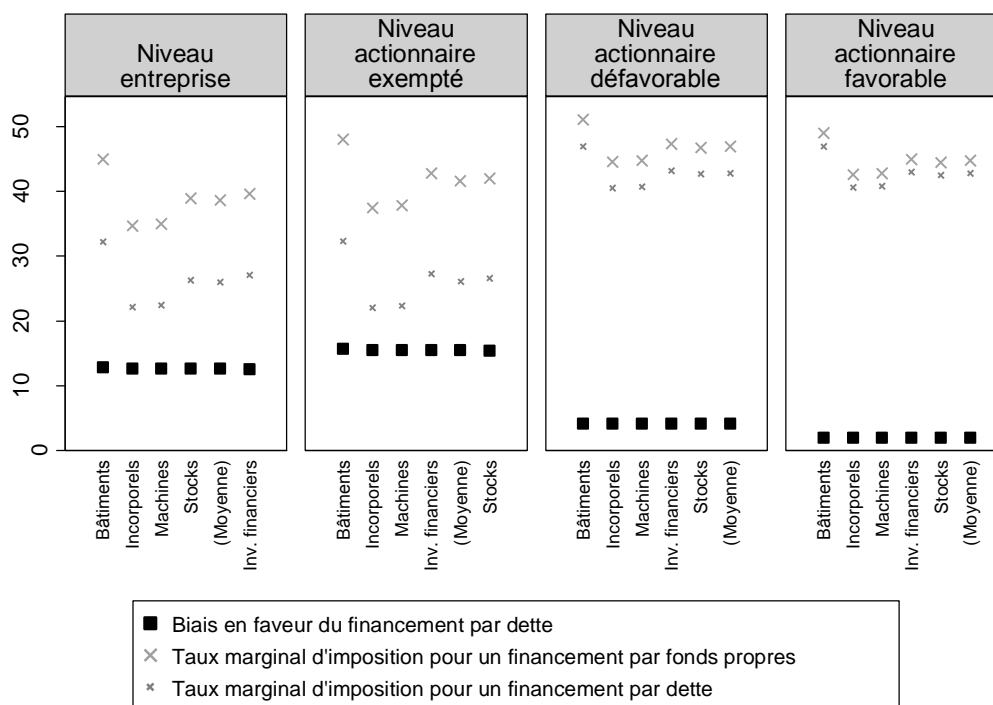 Niveau
entreprise
Niveau
actionnaire
exempté
Niveau
actionnaire
défavorable
Niveau
actionnaire
favorable
50
40
30
20
10
0
Bâtiments
Incorporels
Machines
Stocks
(Moyenne)
Inv. financiers
Bâtiments
Incorporels
Machines
Inv. financiers
(Moyenne)
Stocks
Bâtiments
Incorporels
Machines
Inv. financiers
Stocks
(Moyenne)
Bâtiments
Incorporels
Machines
Inv. financiers
Stocks
(Moyenne)
Biais en faveur du financement par dette
Taux marginal d'imposition pour un financement par fonds propres
Taux marginal d'imposition pour un financement par dette